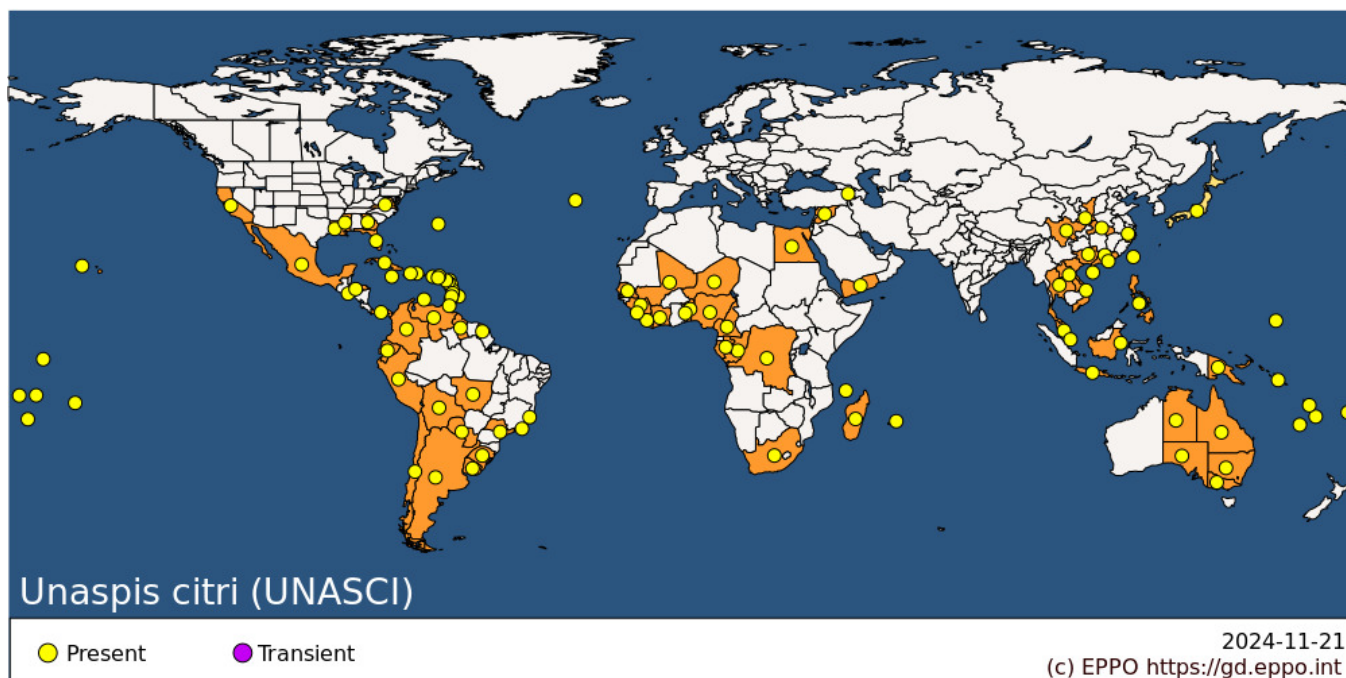 Unaspis citri (UNASCI)
Present
Transient
2024-11-21
(c) EPPO https://gd.eppo.int